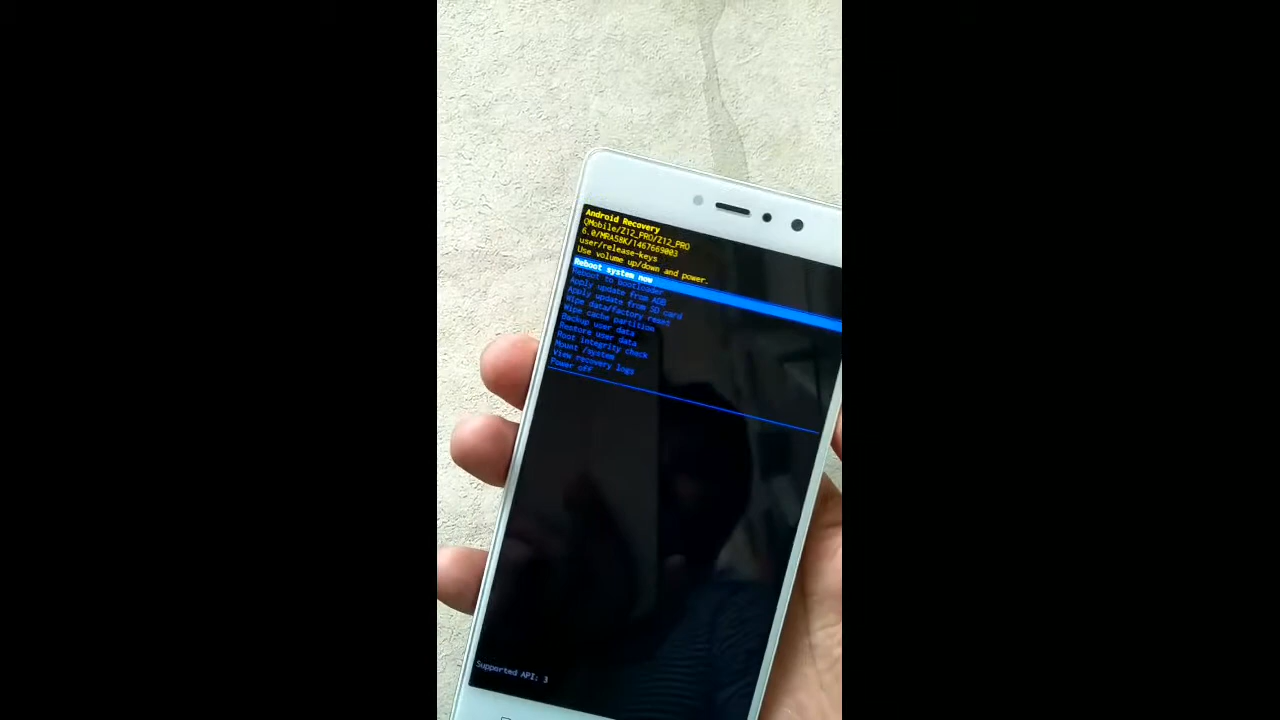 Android Recovery
QMobile/Z12_PRO/Z12_PRO
6.0/MRA58K/1467669003
user/release-keys
Use volume up/down and power.
Reboot system now
Reboot to bootloader
Apply update from ADB
Apply update from SD card
Wipe data/factory reset
Wipe cache partition
Backup user data
Restore user data
Root integrity check
Mount /system
View recovery logs
Power off
Supported API: 3